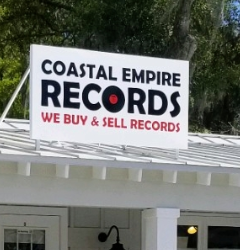 COASTAL EMPIRE
RECORDS
WE BUY & SELL RECORDS